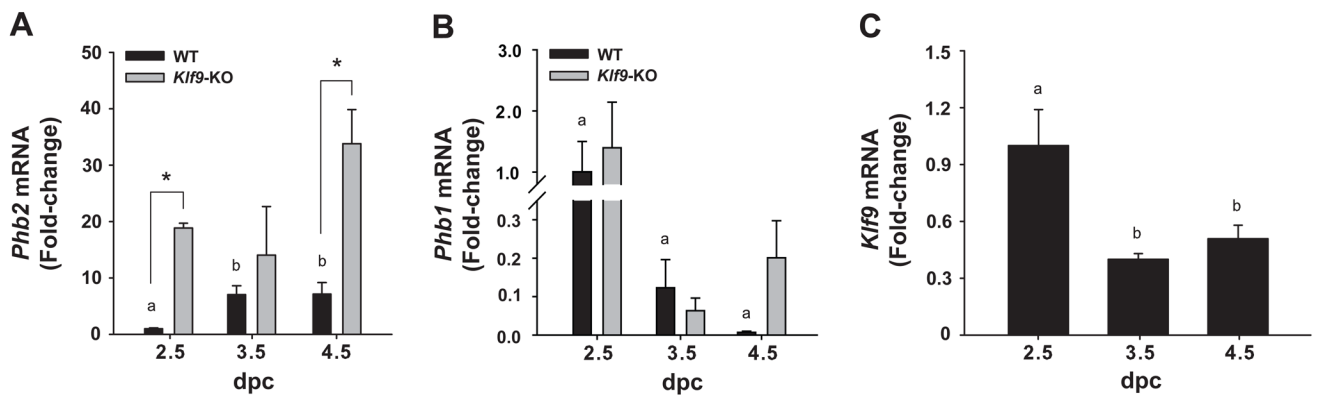 A
Phb2 mRNA
(Fold-change)
50
40
30
20
10
0
WT
Klf9-KO
*
*
a
b
b
2.5
3.5
4.5
dpc
B
Phb1 mRNA
(Fold-change)
3.0
2.0
1.0
0.3
0.2
0.1
0.0
WT
Klf9-KO
a
a
a
2.5
3.5
4.5
dpc
C
Klf9 mRNA
(Fold-change)
1.5
1.2
0.9
0.6
0.3
0
a
b
b
2.5
3.5
4.5
dpc